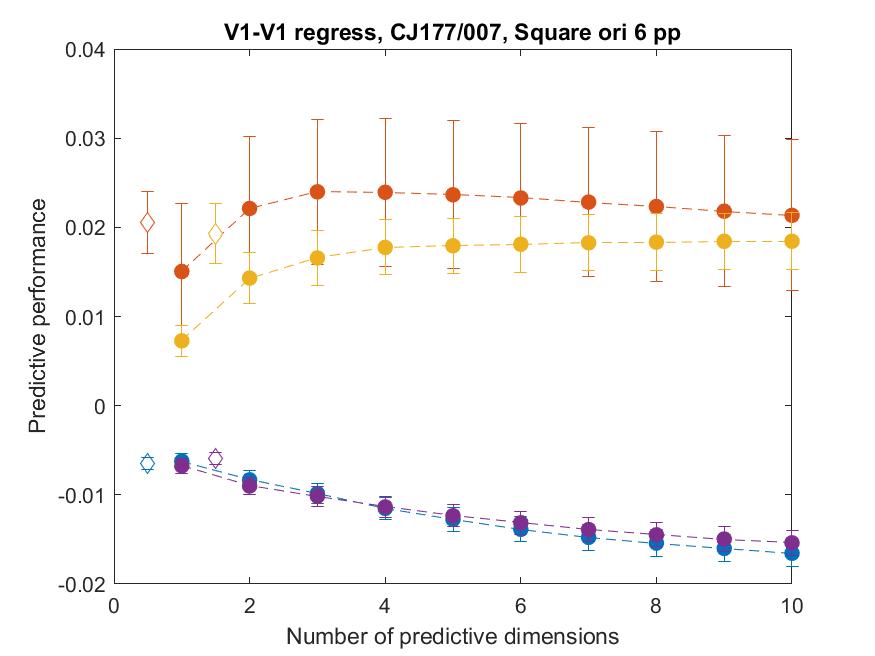 V1-V1 regress, CJ177/007, Square ori 6 pp
0.04
0.03
0.02
0.01
0
-0.01
-0.02
Predictive performance
0 2 4 6 8 10
Number of predictive dimensions